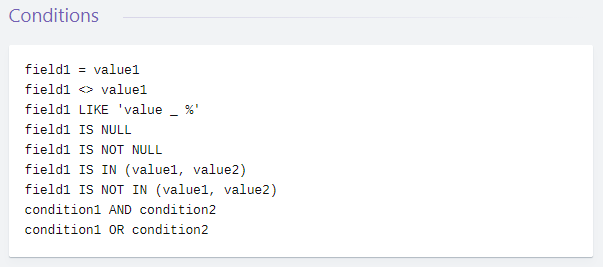 Conditions
field1 = value1
field1 <> value1
field1 LIKE 'value _ %'
field1 IS NULL
field1 IS NOT NULL
field1 IS IN (value1, value2)
field1 IS NOT IN (value1, value2)
condition1 AND condition2
condition1 OR condition2